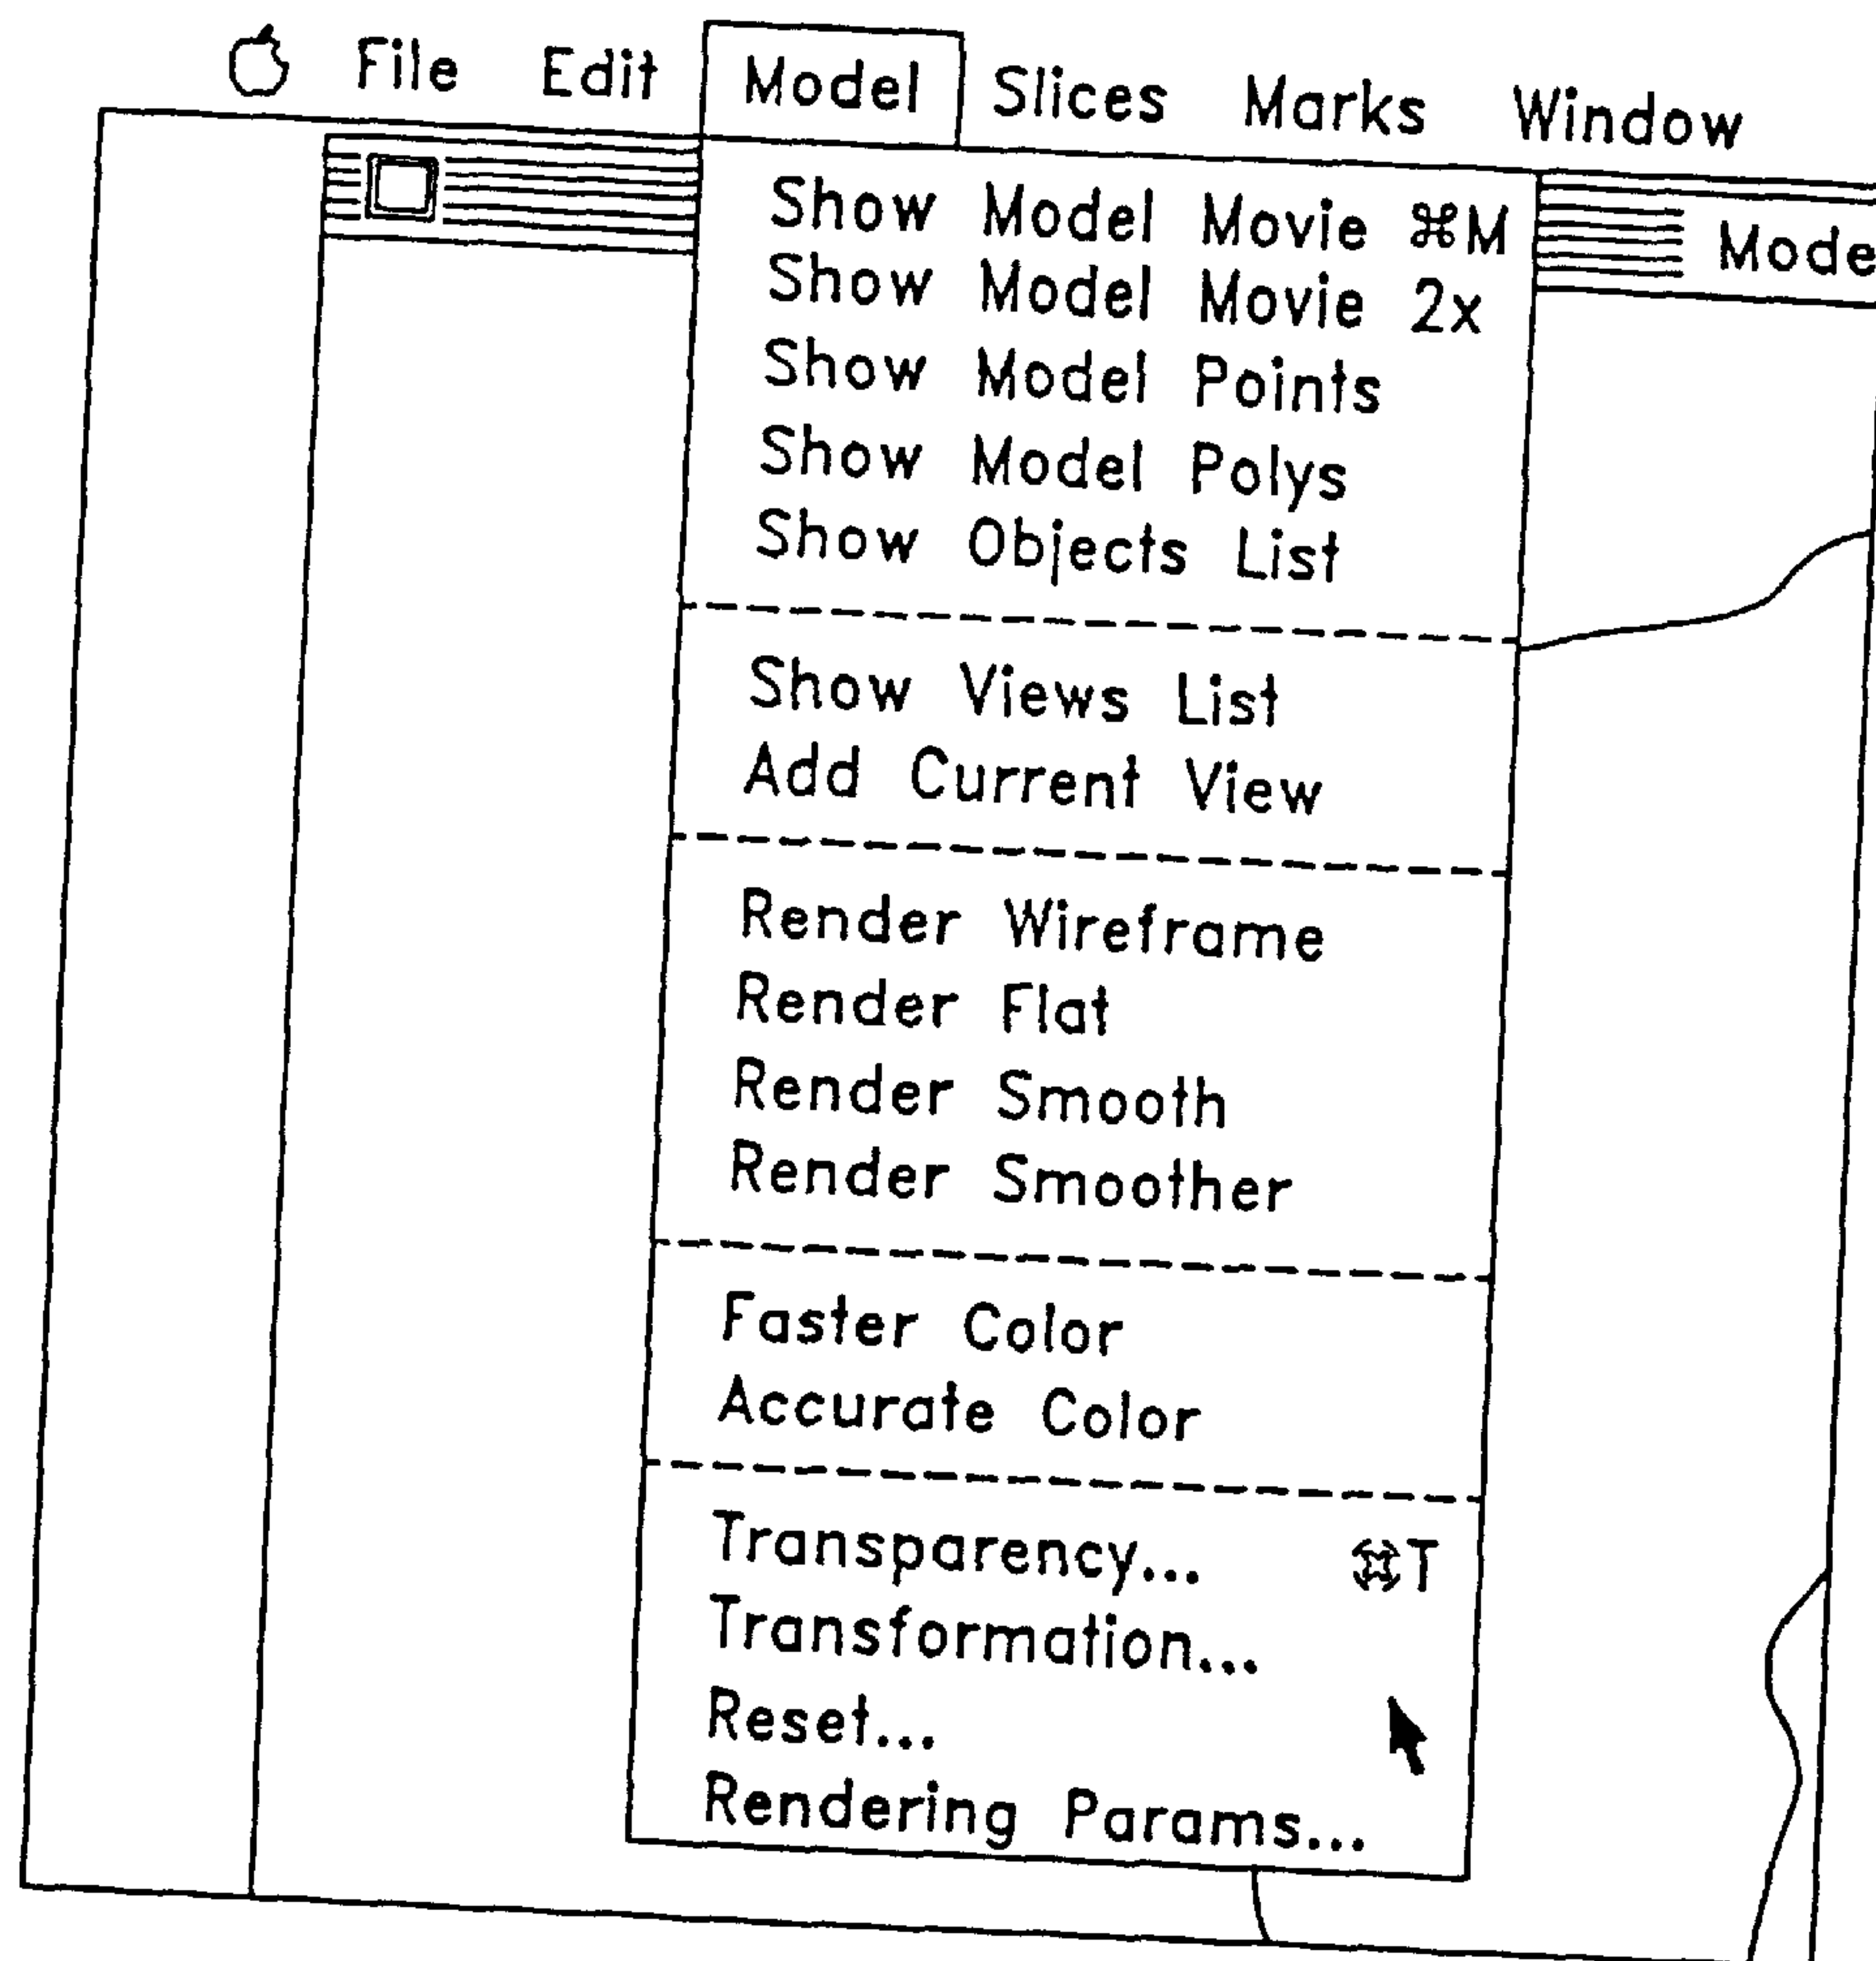 File Edit Model Slices Marks Window
Mode
Show Model Movie ⌘M
Show Model Movie 2x
Show Model Points
Show Model Polys
Show Objects List
Show Views List
Add Current View
Render Wireframe
Render Flat
Render Smooth
Render Smoother
Faster Color
Accurate Color
Transparency... ⌘T
Transformation...
Reset...
Rendering Params...